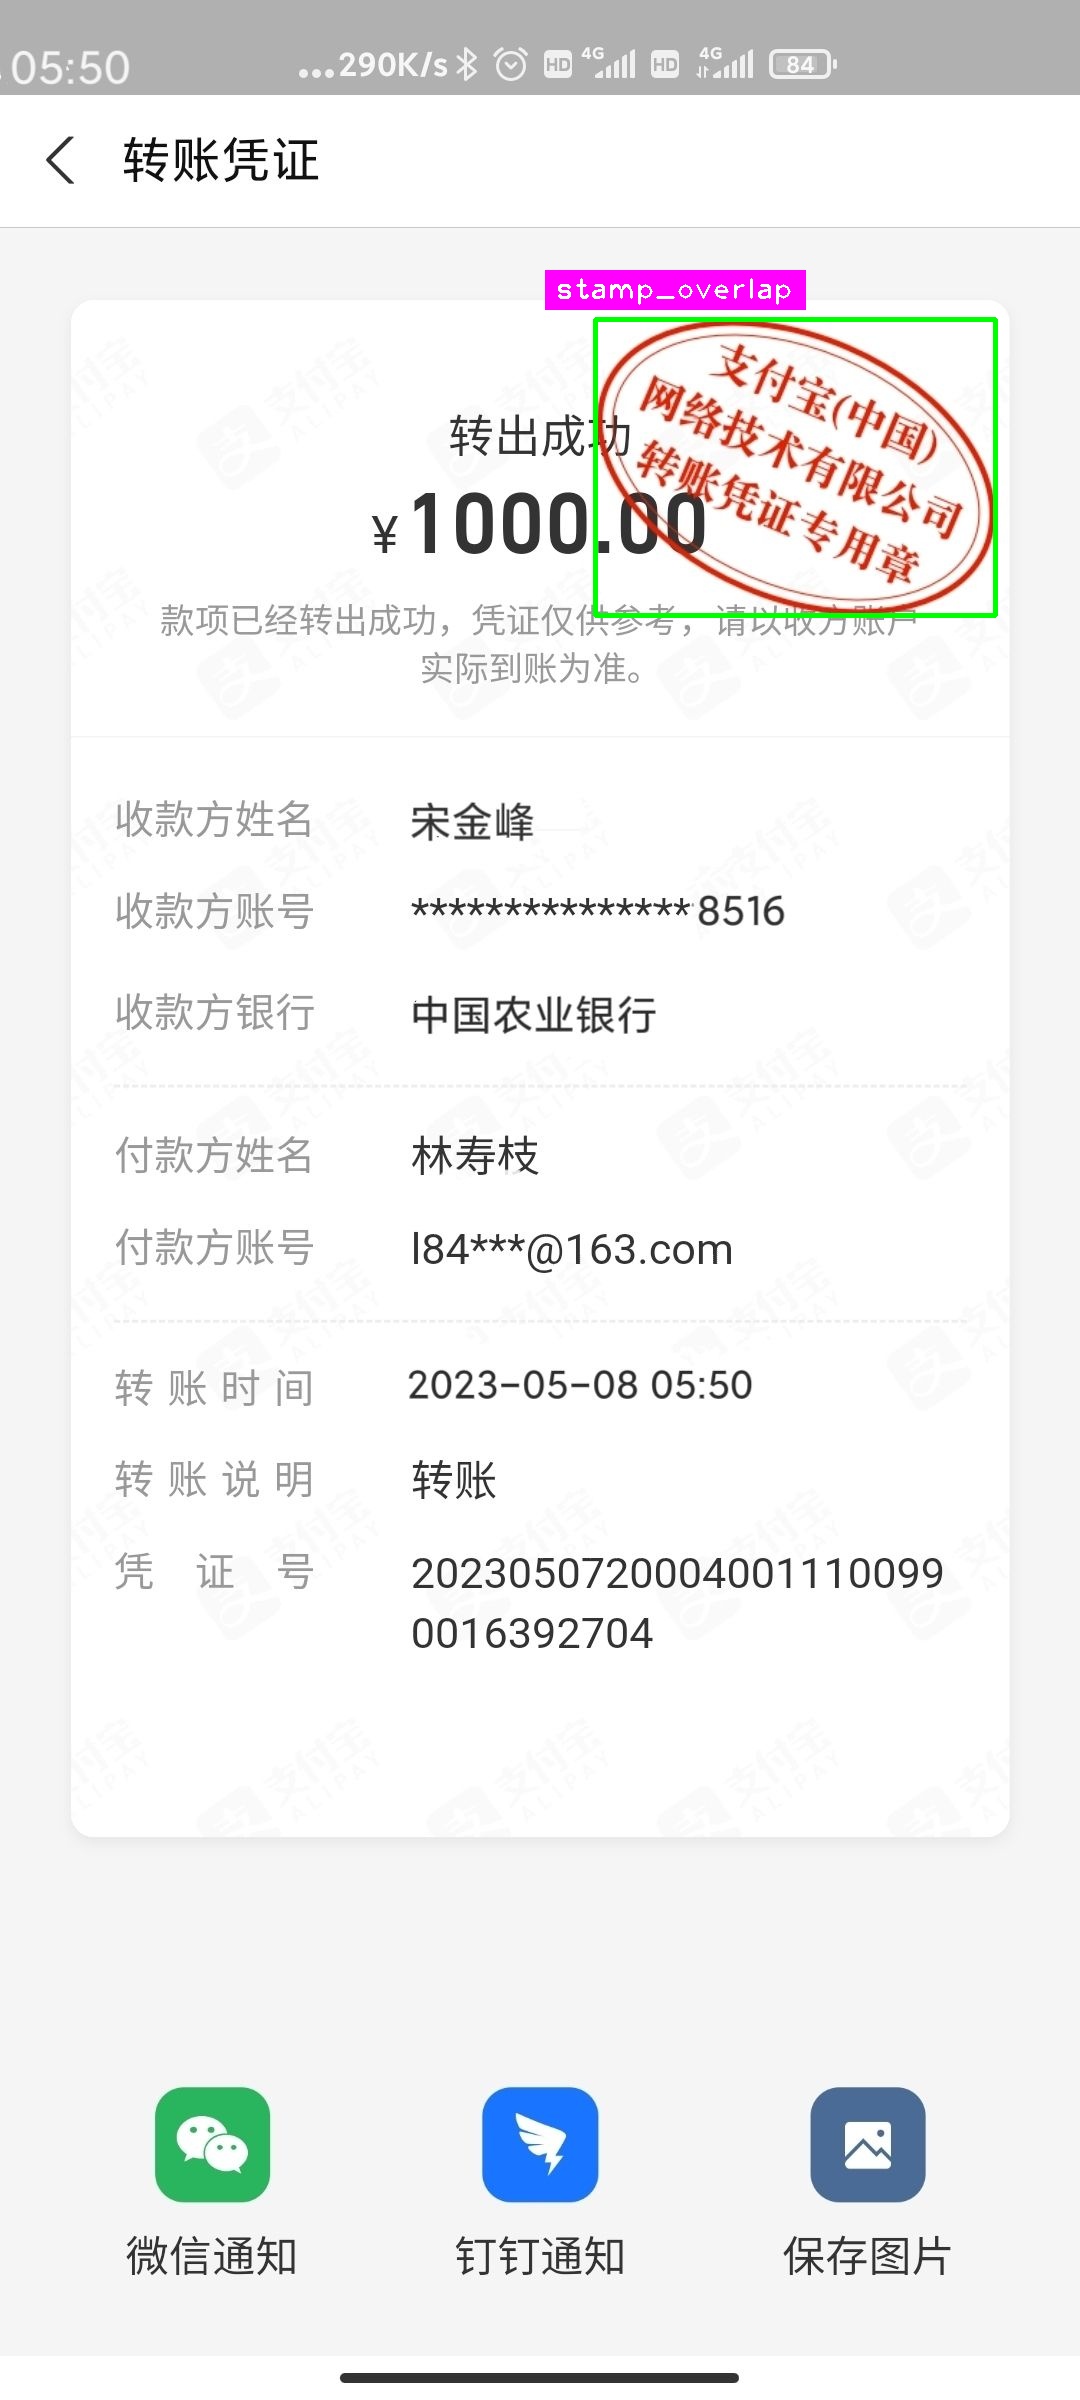 05:50
...290K/s HD 4G HD 4G 84
转账凭证
stamp_overlap
支付宝(中国)
网络技术有限公司
转账凭证专用章
转出成功
¥1000.00
款项已经转出成功，凭证仅供参考，请以收方账户
实际到账为准。
收款方姓名 宋金峰
收款方账号 ***************8516
收款方银行 中国农业银行
付款方姓名 林寿枝
付款方账号 l84***@163.com
转账时间 2023-05-08 05:50
转账说明 转账
凭证号 2023050720004001110099
0016392704
微信通知 钉钉通知 保存图片
支付宝 ALIPAY